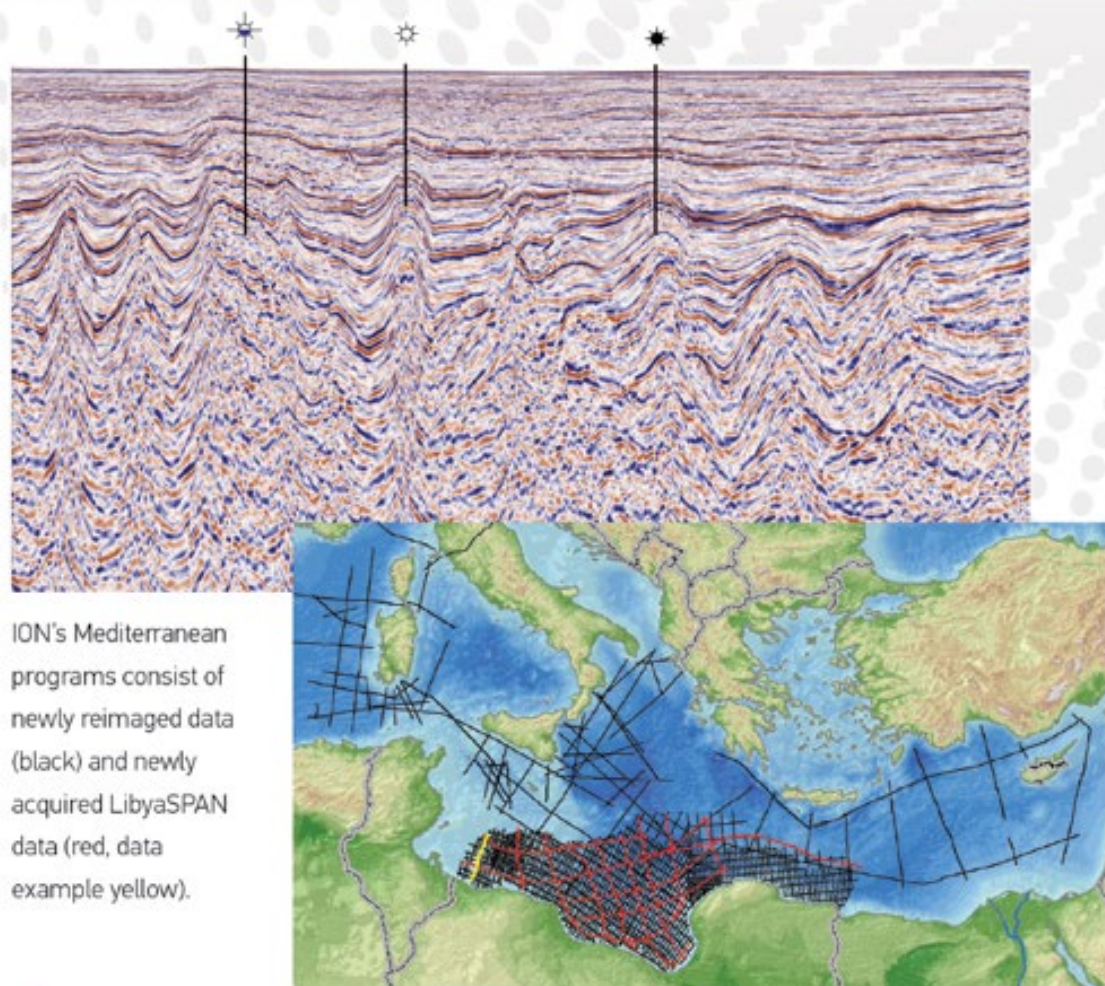 ION's Mediterranean
programs consist of
newly reimaged data
(black) and newly
acquired LibyaSPAN
data (red, data
example yellow).